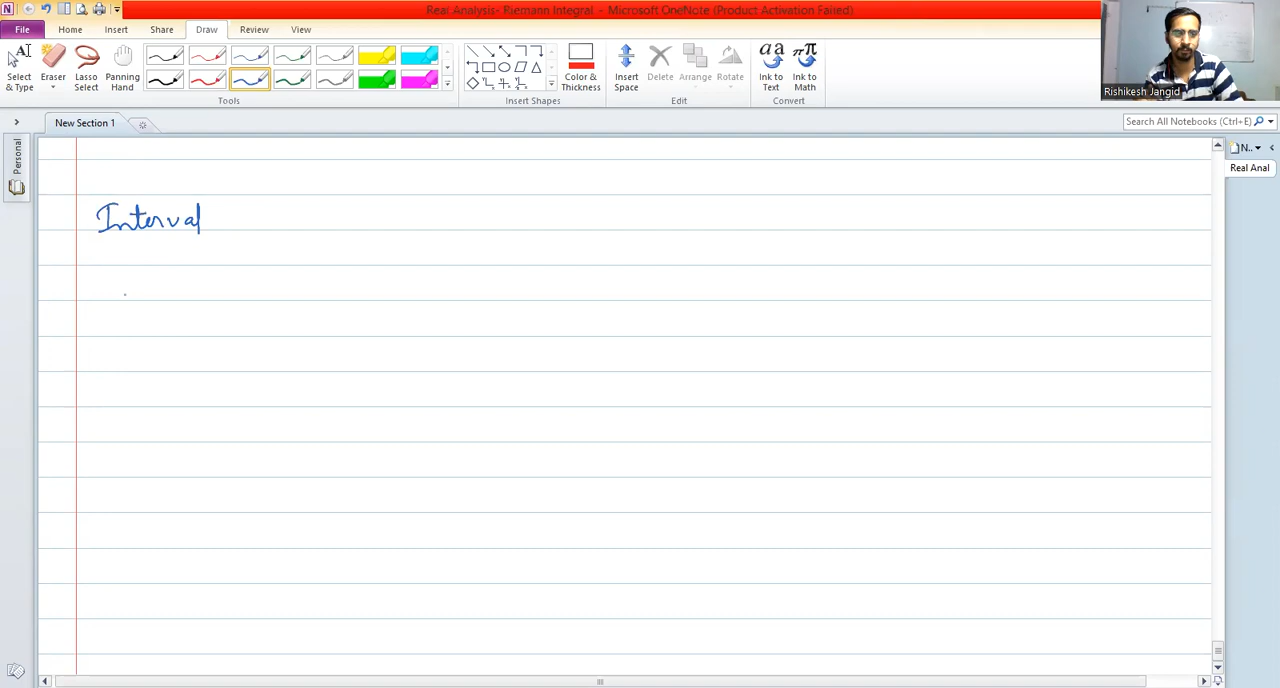 Real Analysis- Riemann Integral - Microsoft OneNote (Product Activation Failed)
File Home Insert Share Draw Review View
Select & Type
Eraser
Lasso Select
Panning Hand
Color & Thickness
Insert Space
Delete
Arrange
Rotate
Ink to Text
Ink to Math
Tools
Insert Shapes
Edit
Convert
Rishikesh Jangid
New Section 1
Search All Notebooks (Ctrl+E)
Personal
N..
Real Anal
Interval